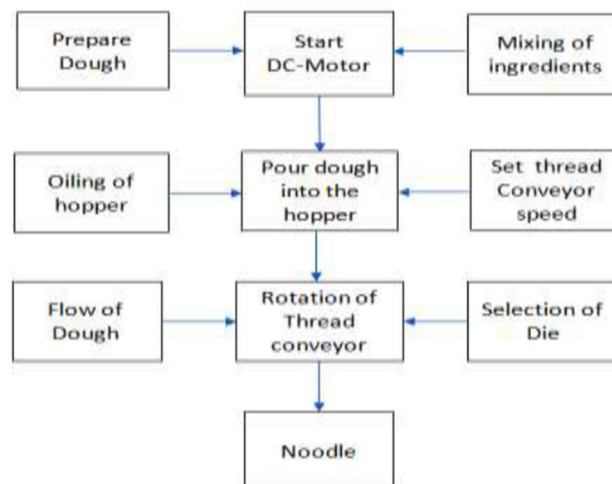 Prepare
Dough
Start
DC-Motor
Mixing of
ingredients
Oiling of
hopper
Pour dough
into the
hopper
Set thread
Conveyor
speed
Flow of
Dough
Rotation of
Thread
conveyor
Selection of
Die
Noodle